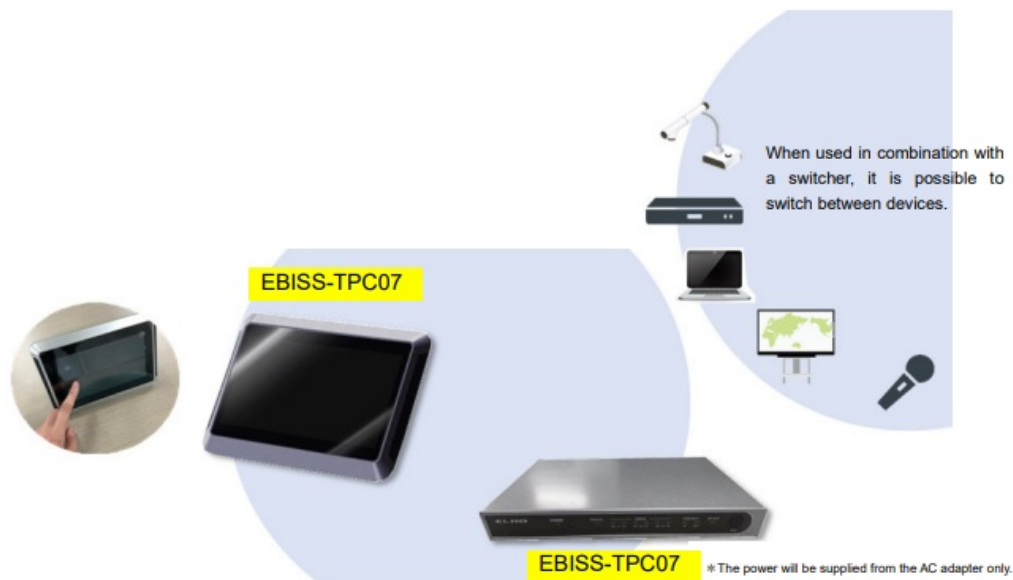 When used in combination with
a switcher, it is possible to
switch between devices.
EBISS-TPC07
ELMO
EBISS-TPC07
*The power will be supplied from the AC adapter only.